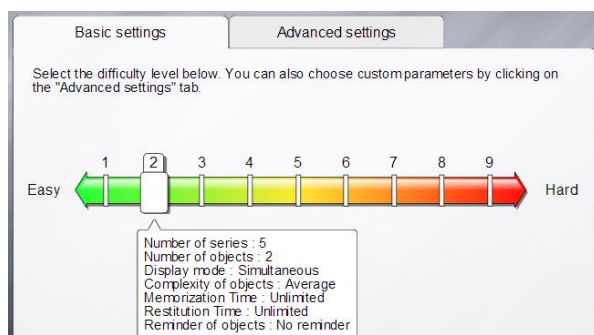 Basic settings
Advanced settings
Select the difficulty level below. You can also choose custom parameters by clicking on
the "Advanced settings" tab.
1 2 3 4 5 6 7 8 9
Easy
Hard
Number of series : 5
Number of objects : 2
Display mode : Simultaneous
Complexity of objects : Average
Memorization Time : Unlimited
Restitution Time : Unlimited
Reminder of objects : No reminder